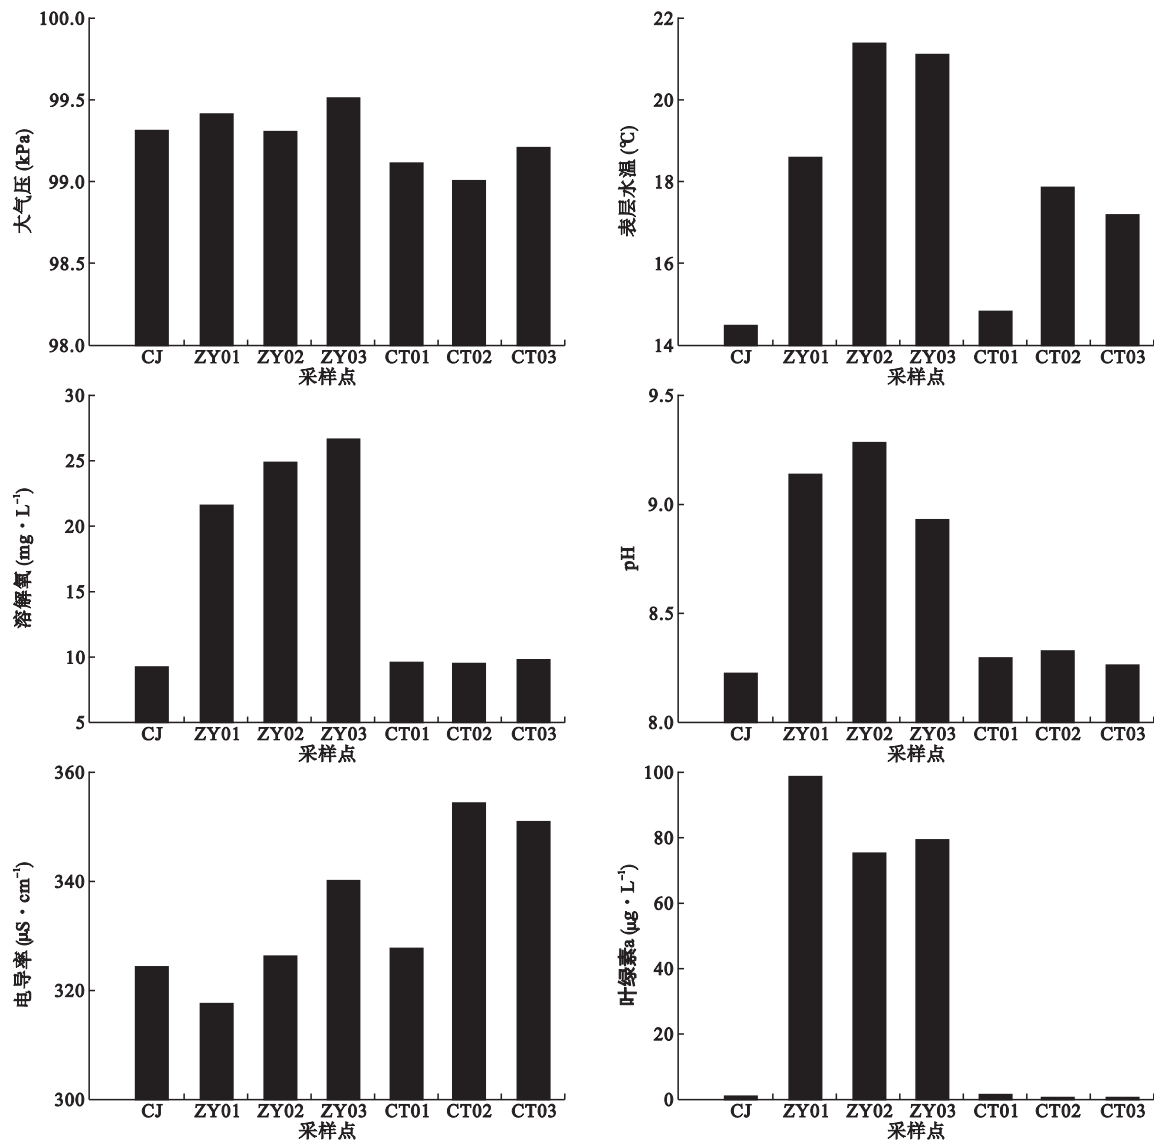 大气压 (kPa)
100.0
99.5
99.0
98.5
98.0
CJ ZY01 ZY02 ZY03 CT01 CT02 CT03
采样点
表层水温 (℃)
22
20
18
16
14
CJ ZY01 ZY02 ZY03 CT01 CT02 CT03
采样点
溶解氧 (mg·L⁻¹)
30
25
20
15
10
5
CJ ZY01 ZY02 ZY03 CT01 CT02 CT03
采样点
pH
9.5
9.0
8.5
8.0
CJ ZY01 ZY02 ZY03 CT01 CT02 CT03
采样点
电导率 (μS·cm⁻¹)
360
340
320
300
CJ ZY01 ZY02 ZY03 CT01 CT02 CT03
采样点
叶绿素a (μg·L⁻¹)
100
80
60
40
20
0
CJ ZY01 ZY02 ZY03 CT01 CT02 CT03
采样点